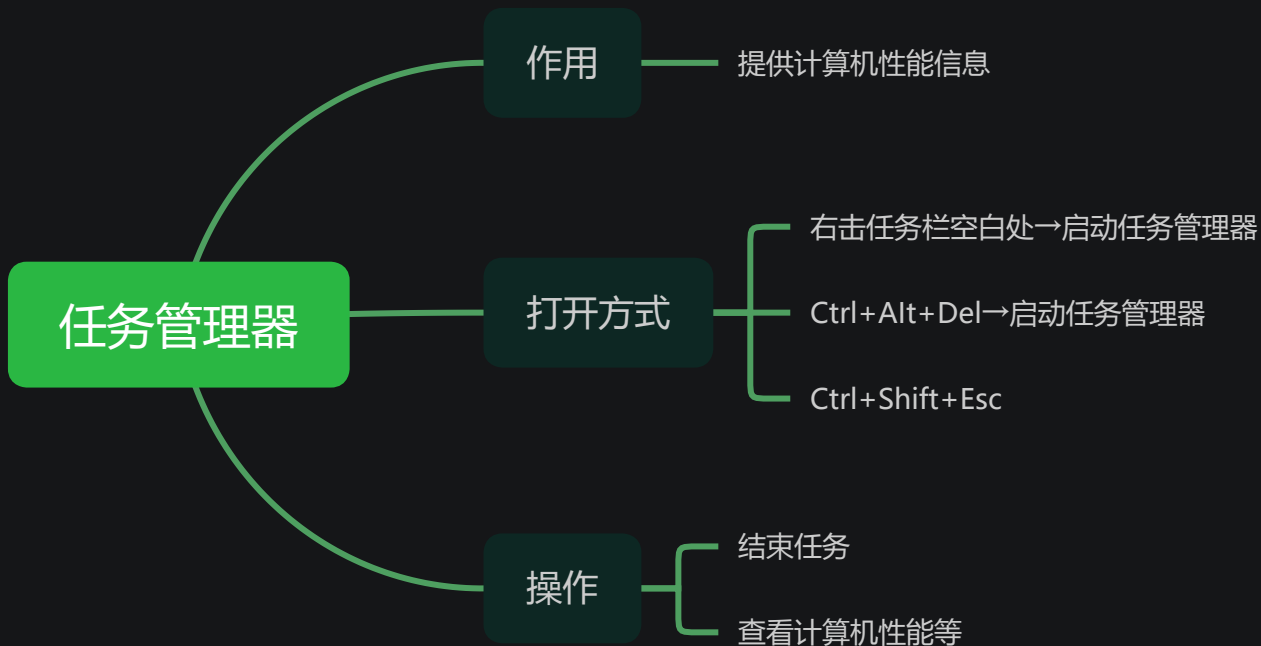 任务管理器
作用
提供计算机性能信息
打开方式
右击任务栏空白处→启动任务管理器
Ctrl+Alt+Del→启动任务管理器
Ctrl+Shift+Esc
操作
结束任务
查看计算机性能等